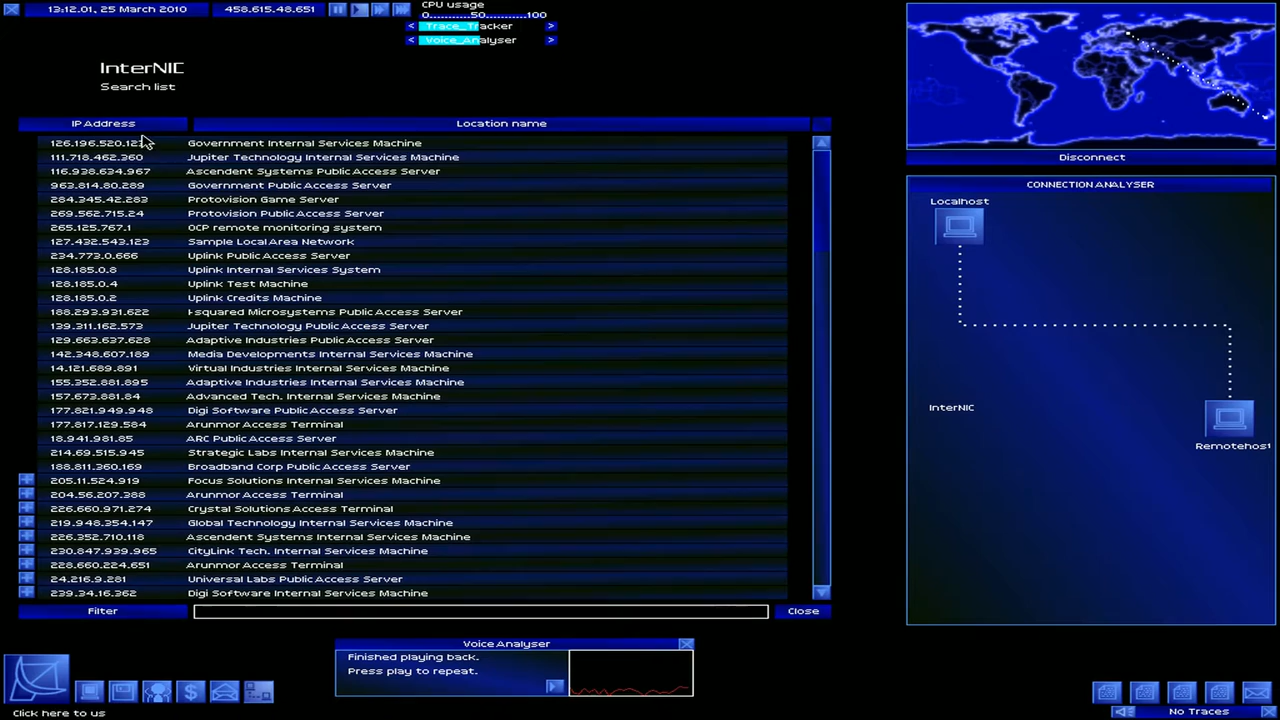 13:12.01, 25 March 2010
458.615.48.651
CPU usage
0..........50..........100
< Trace_Tracker >
< Voice_Analyser >
InterNIC
Search list
IP Address Location name
126.196.520.123 Government Internal Services Machine
111.718.462.360 Jupiter Technology Internal Services Machine
116.938.634.967 Ascendent Systems Public Access Server
963.814.80.289 Government Public Access Server
284.345.42.283 Protovision Game Server
269.562.715.24 Protovision Public Access Server
265.125.767.1 OCP remote monitoring system
127.432.543.123 Sample Local Area Network
234.773.0.666 Uplink Public Access Server
128.185.0.8 Uplink Internal Services System
128.185.0.4 Uplink Test Machine
128.185.0.2 Uplink Credits Machine
188.293.931.622 I-squared Microsystems Public Access Server
139.311.162.573 Jupiter Technology Public Access Server
129.663.637.628 Adaptive Industries Public Access Server
142.348.607.189 Media Developments Internal Services Machine
14.121.689.891 Virtual Industries Internal Services Machine
155.352.881.895 Adaptive Industries Internal Services Machine
157.673.881.84 Advanced Tech. Internal Services Machine
177.821.949.948 Digi Software Public Access Server
177.817.129.584 Arunmor Access Terminal
18.941.981.85 ARC Public Access Server
214.69.515.945 Strategic Labs Internal Services Machine
188.811.360.169 Broadband Corp Public Access Server
205.11.524.919 Focus Solutions Internal Services Machine
204.56.207.388 Arunmor Access Terminal
226.660.971.274 Crystal Solutions Access Terminal
219.948.354.147 Global Technology Internal Services Machine
226.352.710.118 Ascendent Systems Internal Services Machine
230.847.939.965 CityLink Tech. Internal Services Machine
228.660.224.651 Arunmor Access Terminal
24.216.9.281 Universal Labs Public Access Server
239.34.16.362 Digi Software Internal Services Machine
Filter
Close
Disconnect
CONNECTION ANALYSER
Localhost
InterNIC
Remotehost
Voice Analyser
Finished playing back.
Press play to repeat.
Click here to us
No Traces